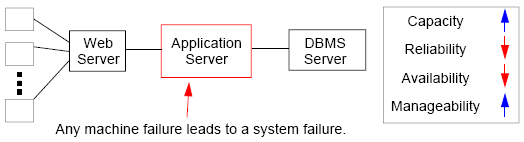 Web
Server
Application
Server
DBMS
Server
Any machine failure leads to a system failure.
Capacity
Reliability
Availability
Manageability